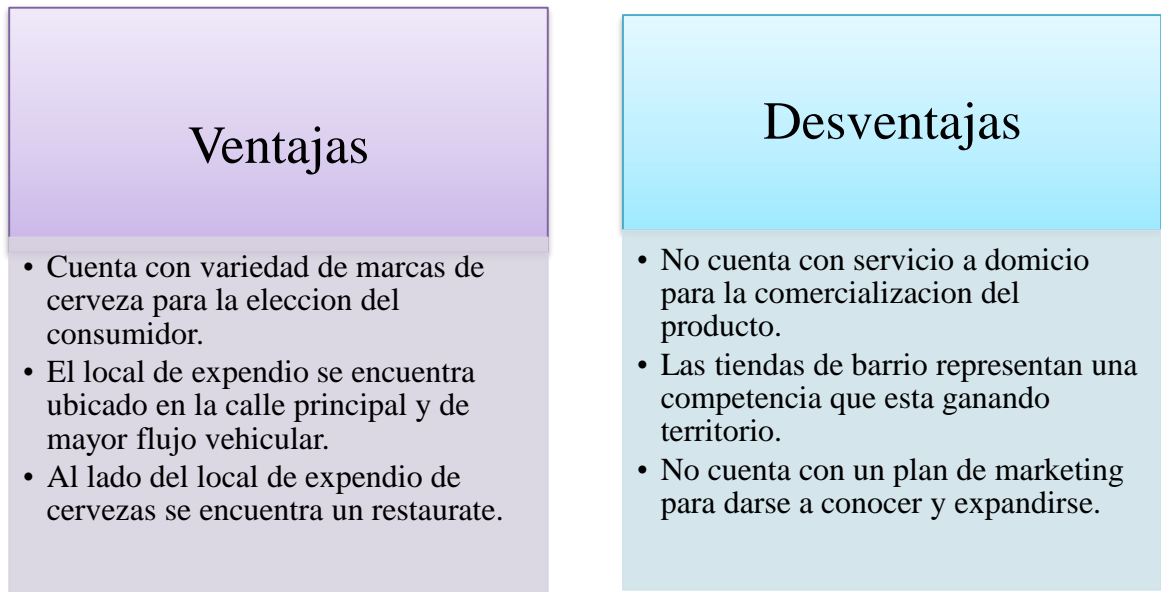 Ventajas
• Cuenta con variedad de marcas de
cerveza para la eleccion del
consumidor.
• El local de expendio se encuentra
ubicado en la calle principal y de
mayor flujo vehicular.
• Al lado del local de expendio de
cervezas se encuentra un restaurate.
Desventajas
• No cuenta con servicio a domicio
para la comercializacion del
producto.
• Las tiendas de barrio representan una
competencia que esta ganando
territorio.
• No cuenta con un plan de marketing
para darse a conocer y expandirse.